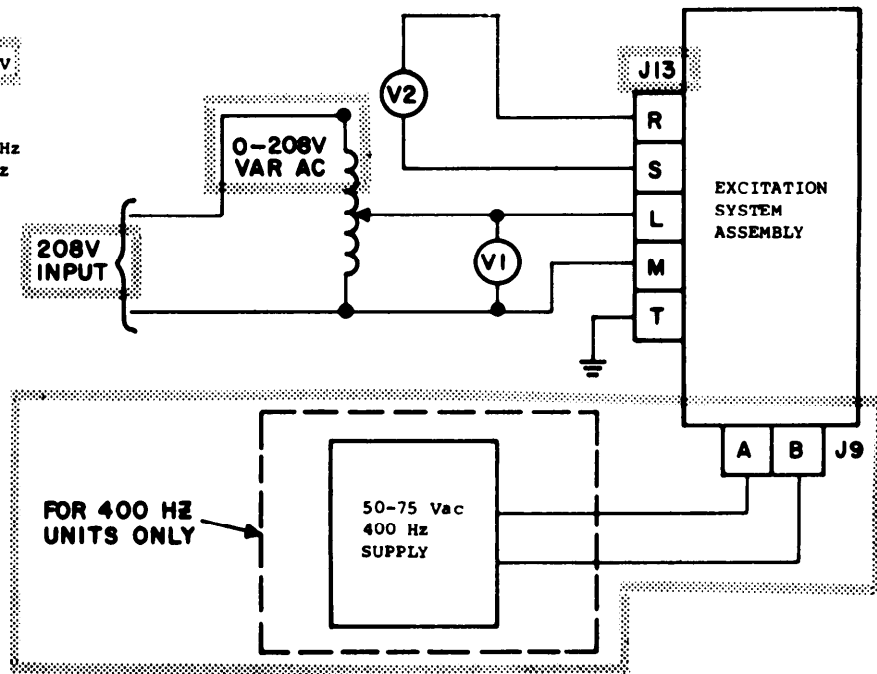 V
Hz
z
J13
V2
R
0-208V
VAR AC
S
EXCITATION
SYSTEM
ASSEMBLY
L
208V
INPUT
V1
M
T
A B J9
FOR 400 HZ
UNITS ONLY
50-75 Vac
400 Hz
SUPPLY